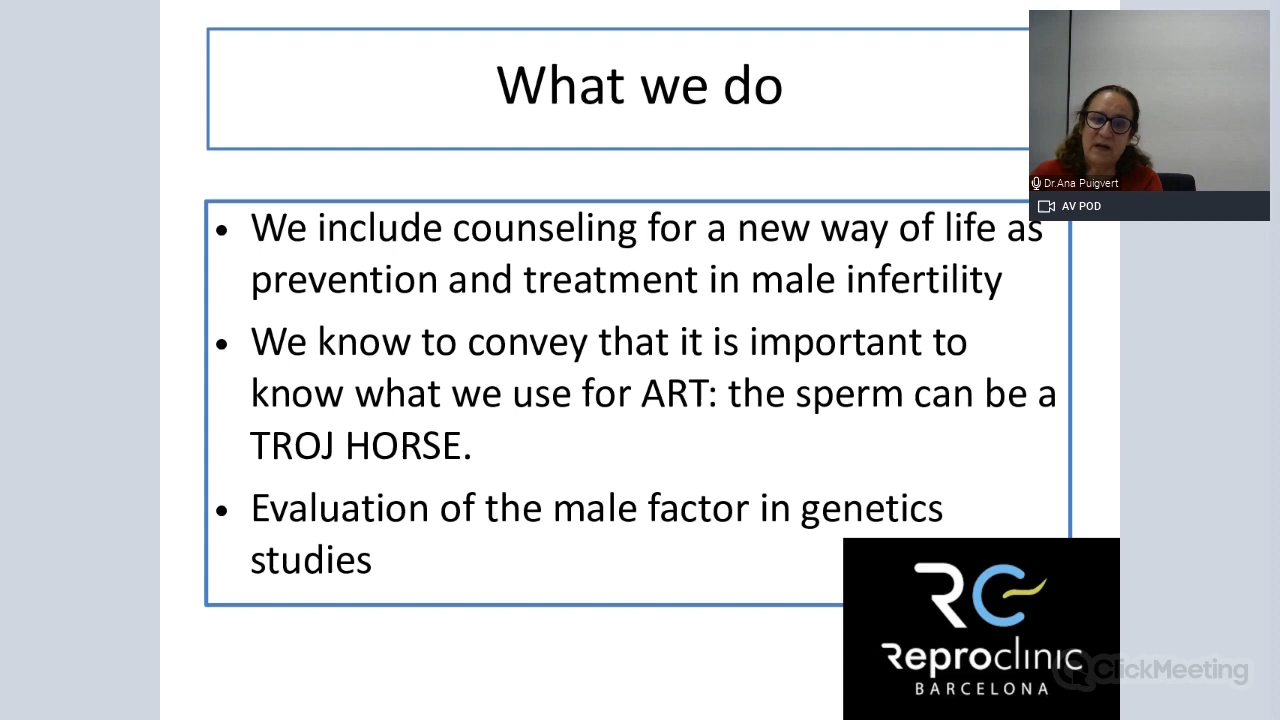 What we do
Dr.Ana Puigvert
AV POD
• We include counseling for a new way of life as
prevention and treatment in male infertility
• We know to convey that it is important to
know what we use for ART: the sperm can be a
TROJ HORSE.
• Evaluation of the male factor in genetics
studies
RC
Reproclinic
BARCELONA
ClickMeeting